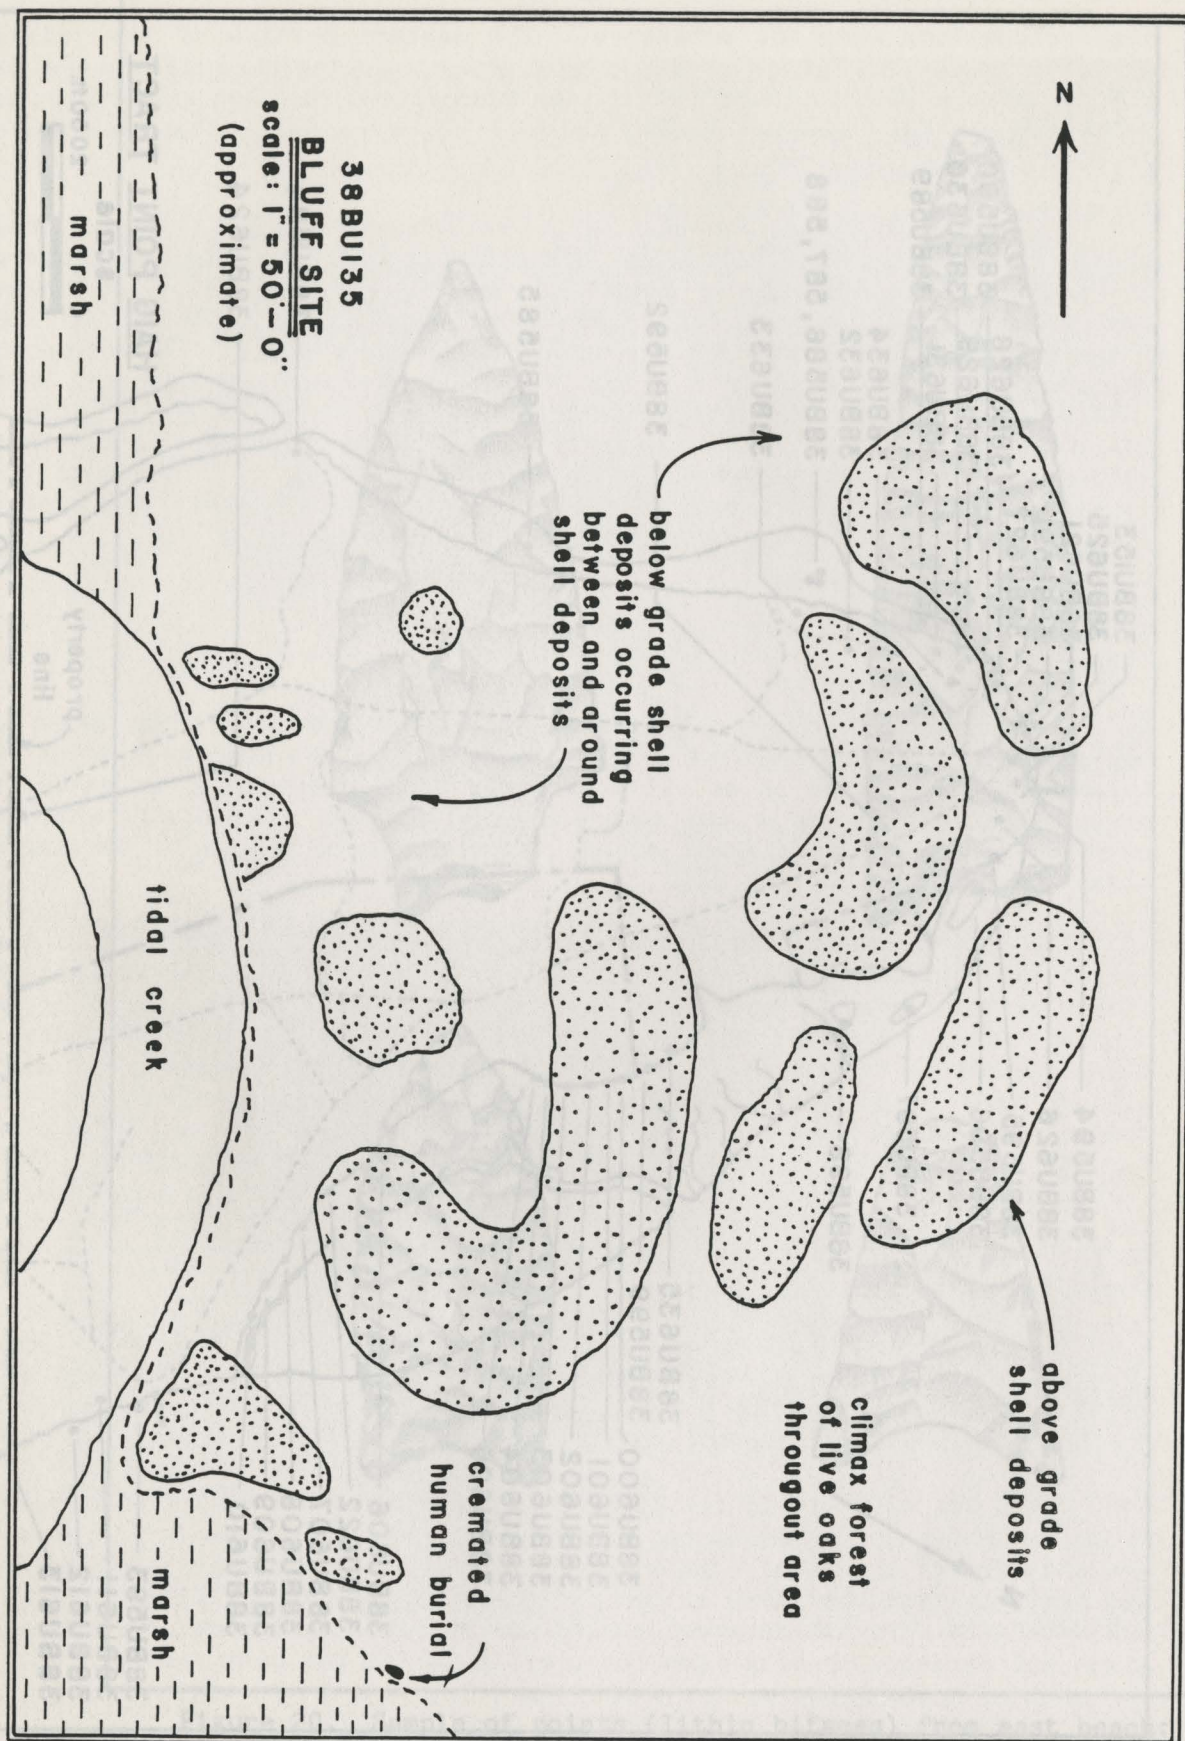 N
above grade
shell deposits
climax forest
of live oaks
througout area
below grade shell
deposits occurring
between and around
shell deposits
cremated
human burial
38BU135
BLUFF SITE
scale: 1" = 50'-0"
(approximate)
tidal creek
marsh
marsh